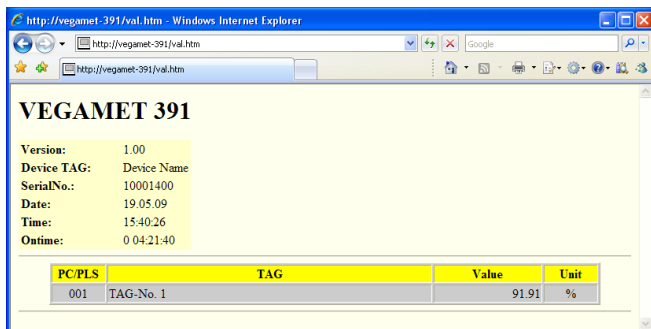 http://vegamet-391/val.htm - Windows Internet Explorer
http://vegamet-391/val.htm
Google
http://vegamet-391/val.htm
VEGAMET 391
Version: 1.00
Device TAG: Device Name
SerialNo.: 10001400
Date: 19.05.09
Time: 15:40:26
Ontime: 0 04:21:40
PC/PLS TAG Value Unit
001 TAG-No. 1 91.91 %